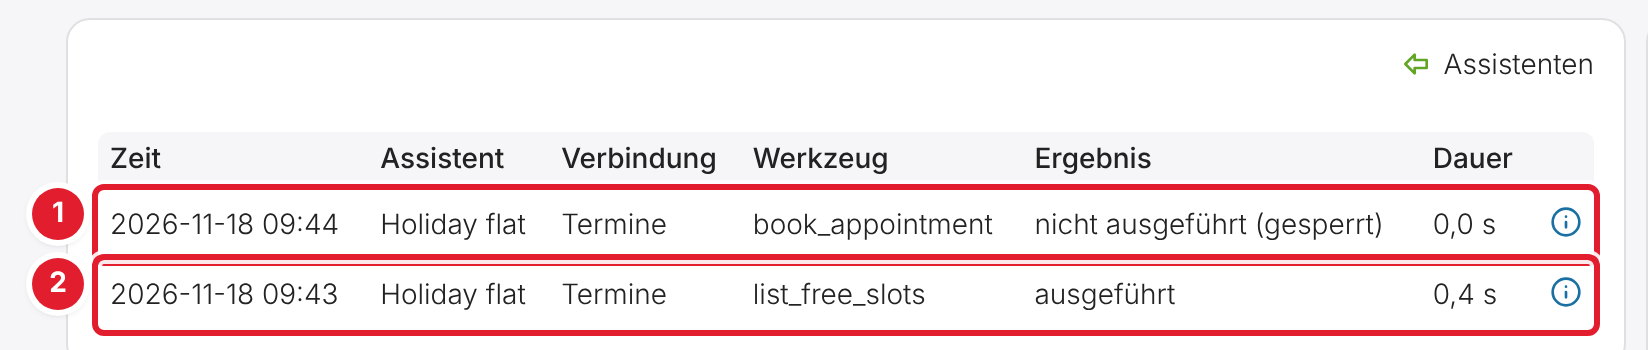 Assistenten
Zeit Assistent Verbindung Werkzeug Ergebnis Dauer
1 2026-11-18 09:44 Holiday flat Termine book_appointment nicht ausgeführt (gesperrt) 0,0 s
2 2026-11-18 09:43 Holiday flat Termine list_free_slots ausgeführt 0,4 s